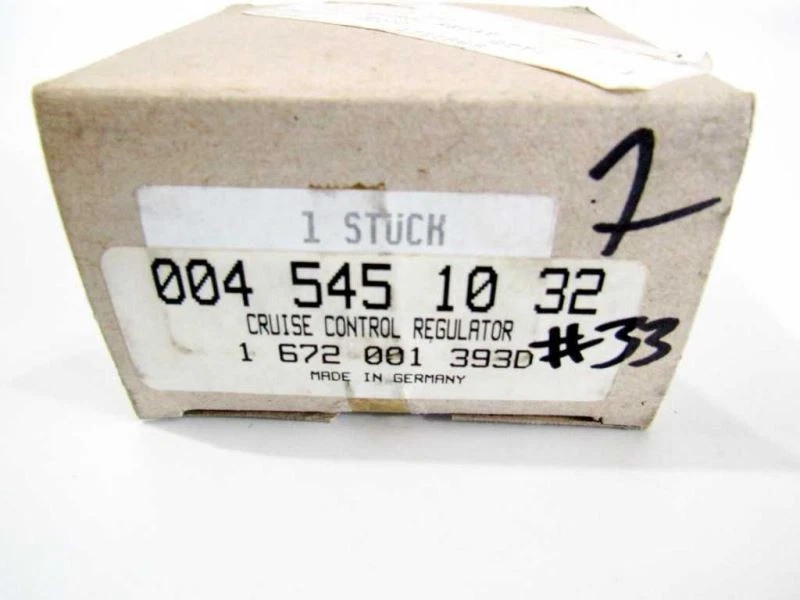 7
1 STÜCK
004 545 10 32
CRUISE CONTROL REGULATOR
1 672 001 393D #33
MADE IN GERMANY